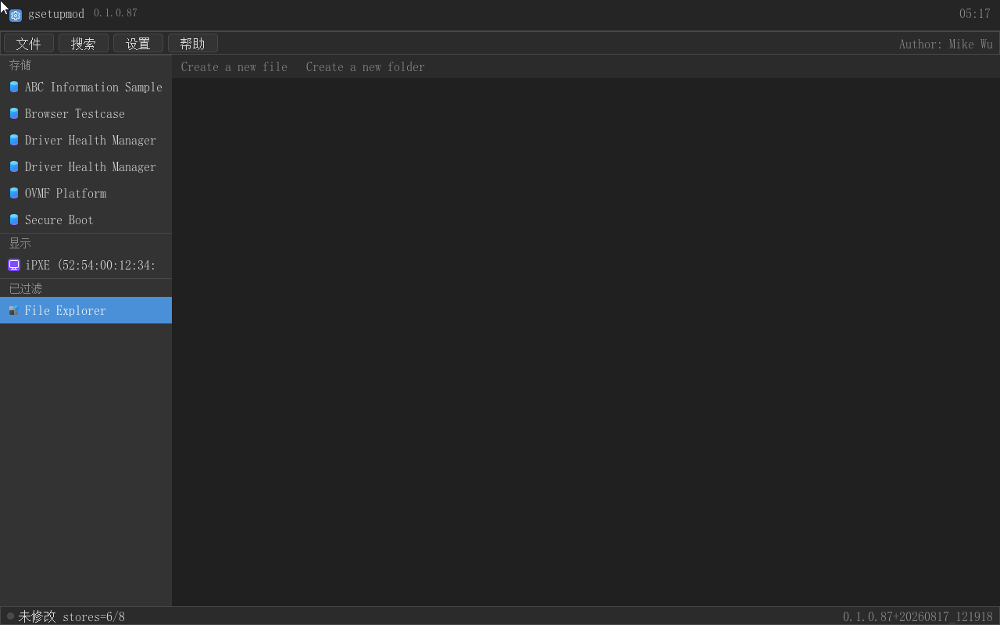 gsetupmod 0.1.0.87 05:17
文件 搜索 设置 帮助 Author: Mike Wu
存储
ABC Information Sample
Browser Testcase
Driver Health Manager
Driver Health Manager
OVMF Platform
Secure Boot
显示
iPXE (52:54:00:12:34:
已过滤
File Explorer
Create a new file Create a new folder
未修改 stores=6/8 0.1.0.87+20260817_121918